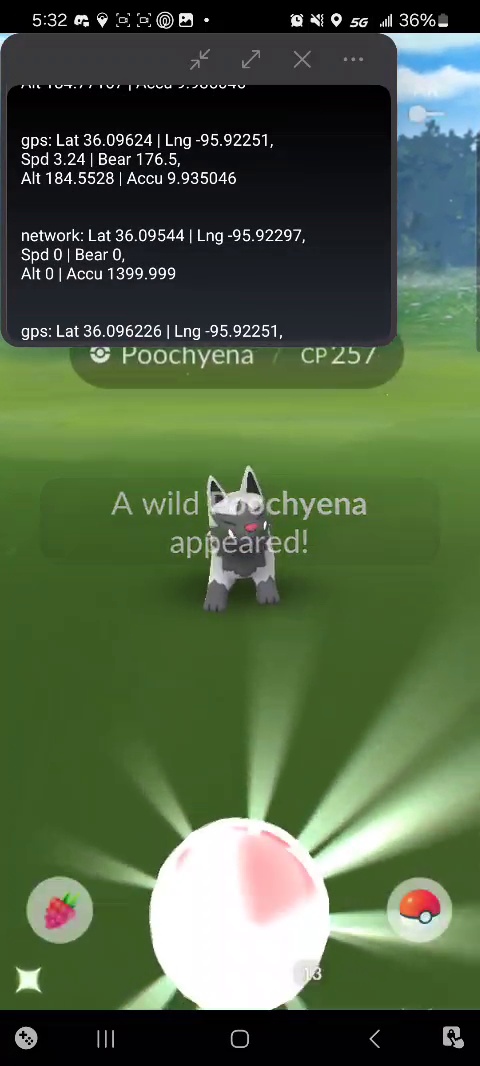 5:32
5G
36%
gps: Lat 36.09624 | Lng -95.92251,
Spd 3.24 | Bear 176.5,
Alt 184.5528 | Accu 9.935046
network: Lat 36.09544 | Lng -95.92297,
Spd 0 | Bear 0,
Alt 0 | Accu 1399.999
gps: Lat 36.096226 | Lng -95.92251,
Poochyena / CP257
A wild Poochyena
appeared!
13